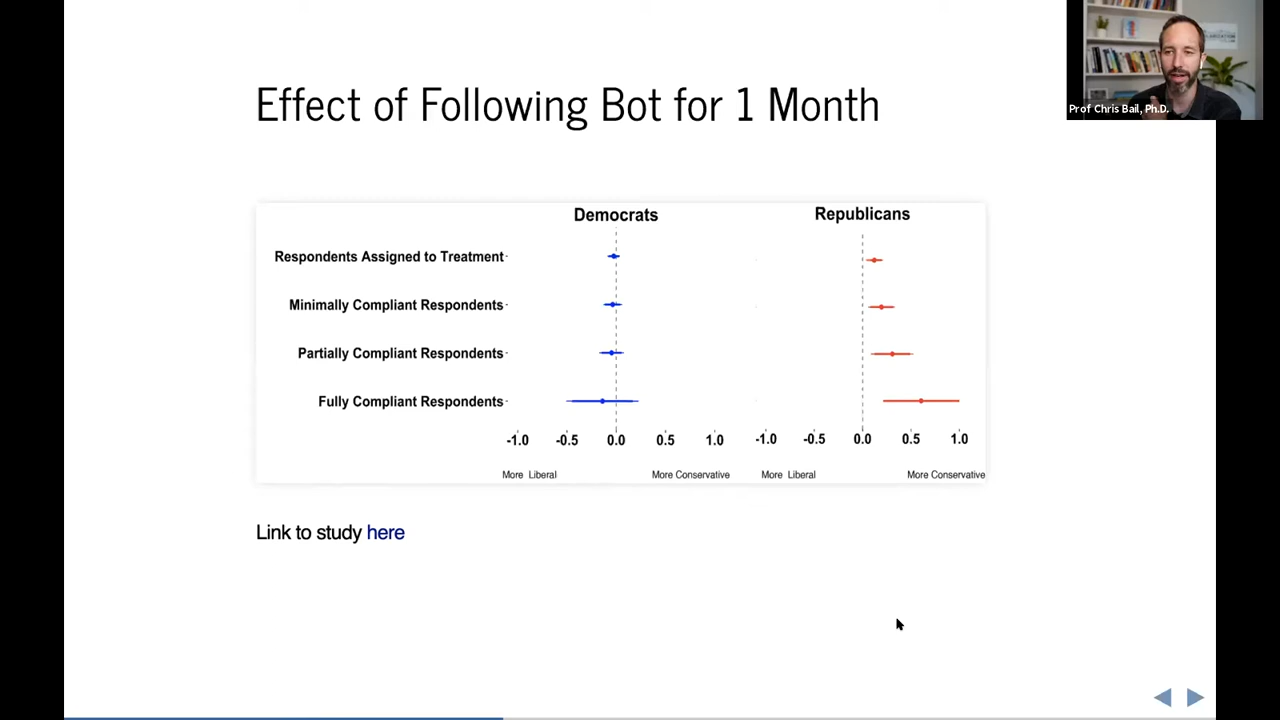 Prof Chris Bail, Ph.D.
Effect of Following Bot for 1 Month
Democrats
Republicans
Respondents Assigned to Treatment
Minimally Compliant Respondents
Partially Compliant Respondents
Fully Compliant Respondents
-1.0 -0.5 0.0 0.5 1.0 -1.0 -0.5 0.0 0.5 1.0
More Liberal More Conservative More Liberal More Conservative
Link to study here